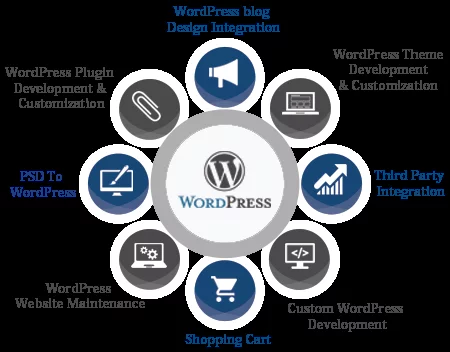 WordPress blog
Design Integration
WordPress Theme
Development
& Customization
Third Party
Integration
Custom WordPress
Development
Shopping Cart
WordPress
Website Maintenance
PSD To
WordPress
WordPress Plugin
Development &
Customization
W
WORDPRESS
</>